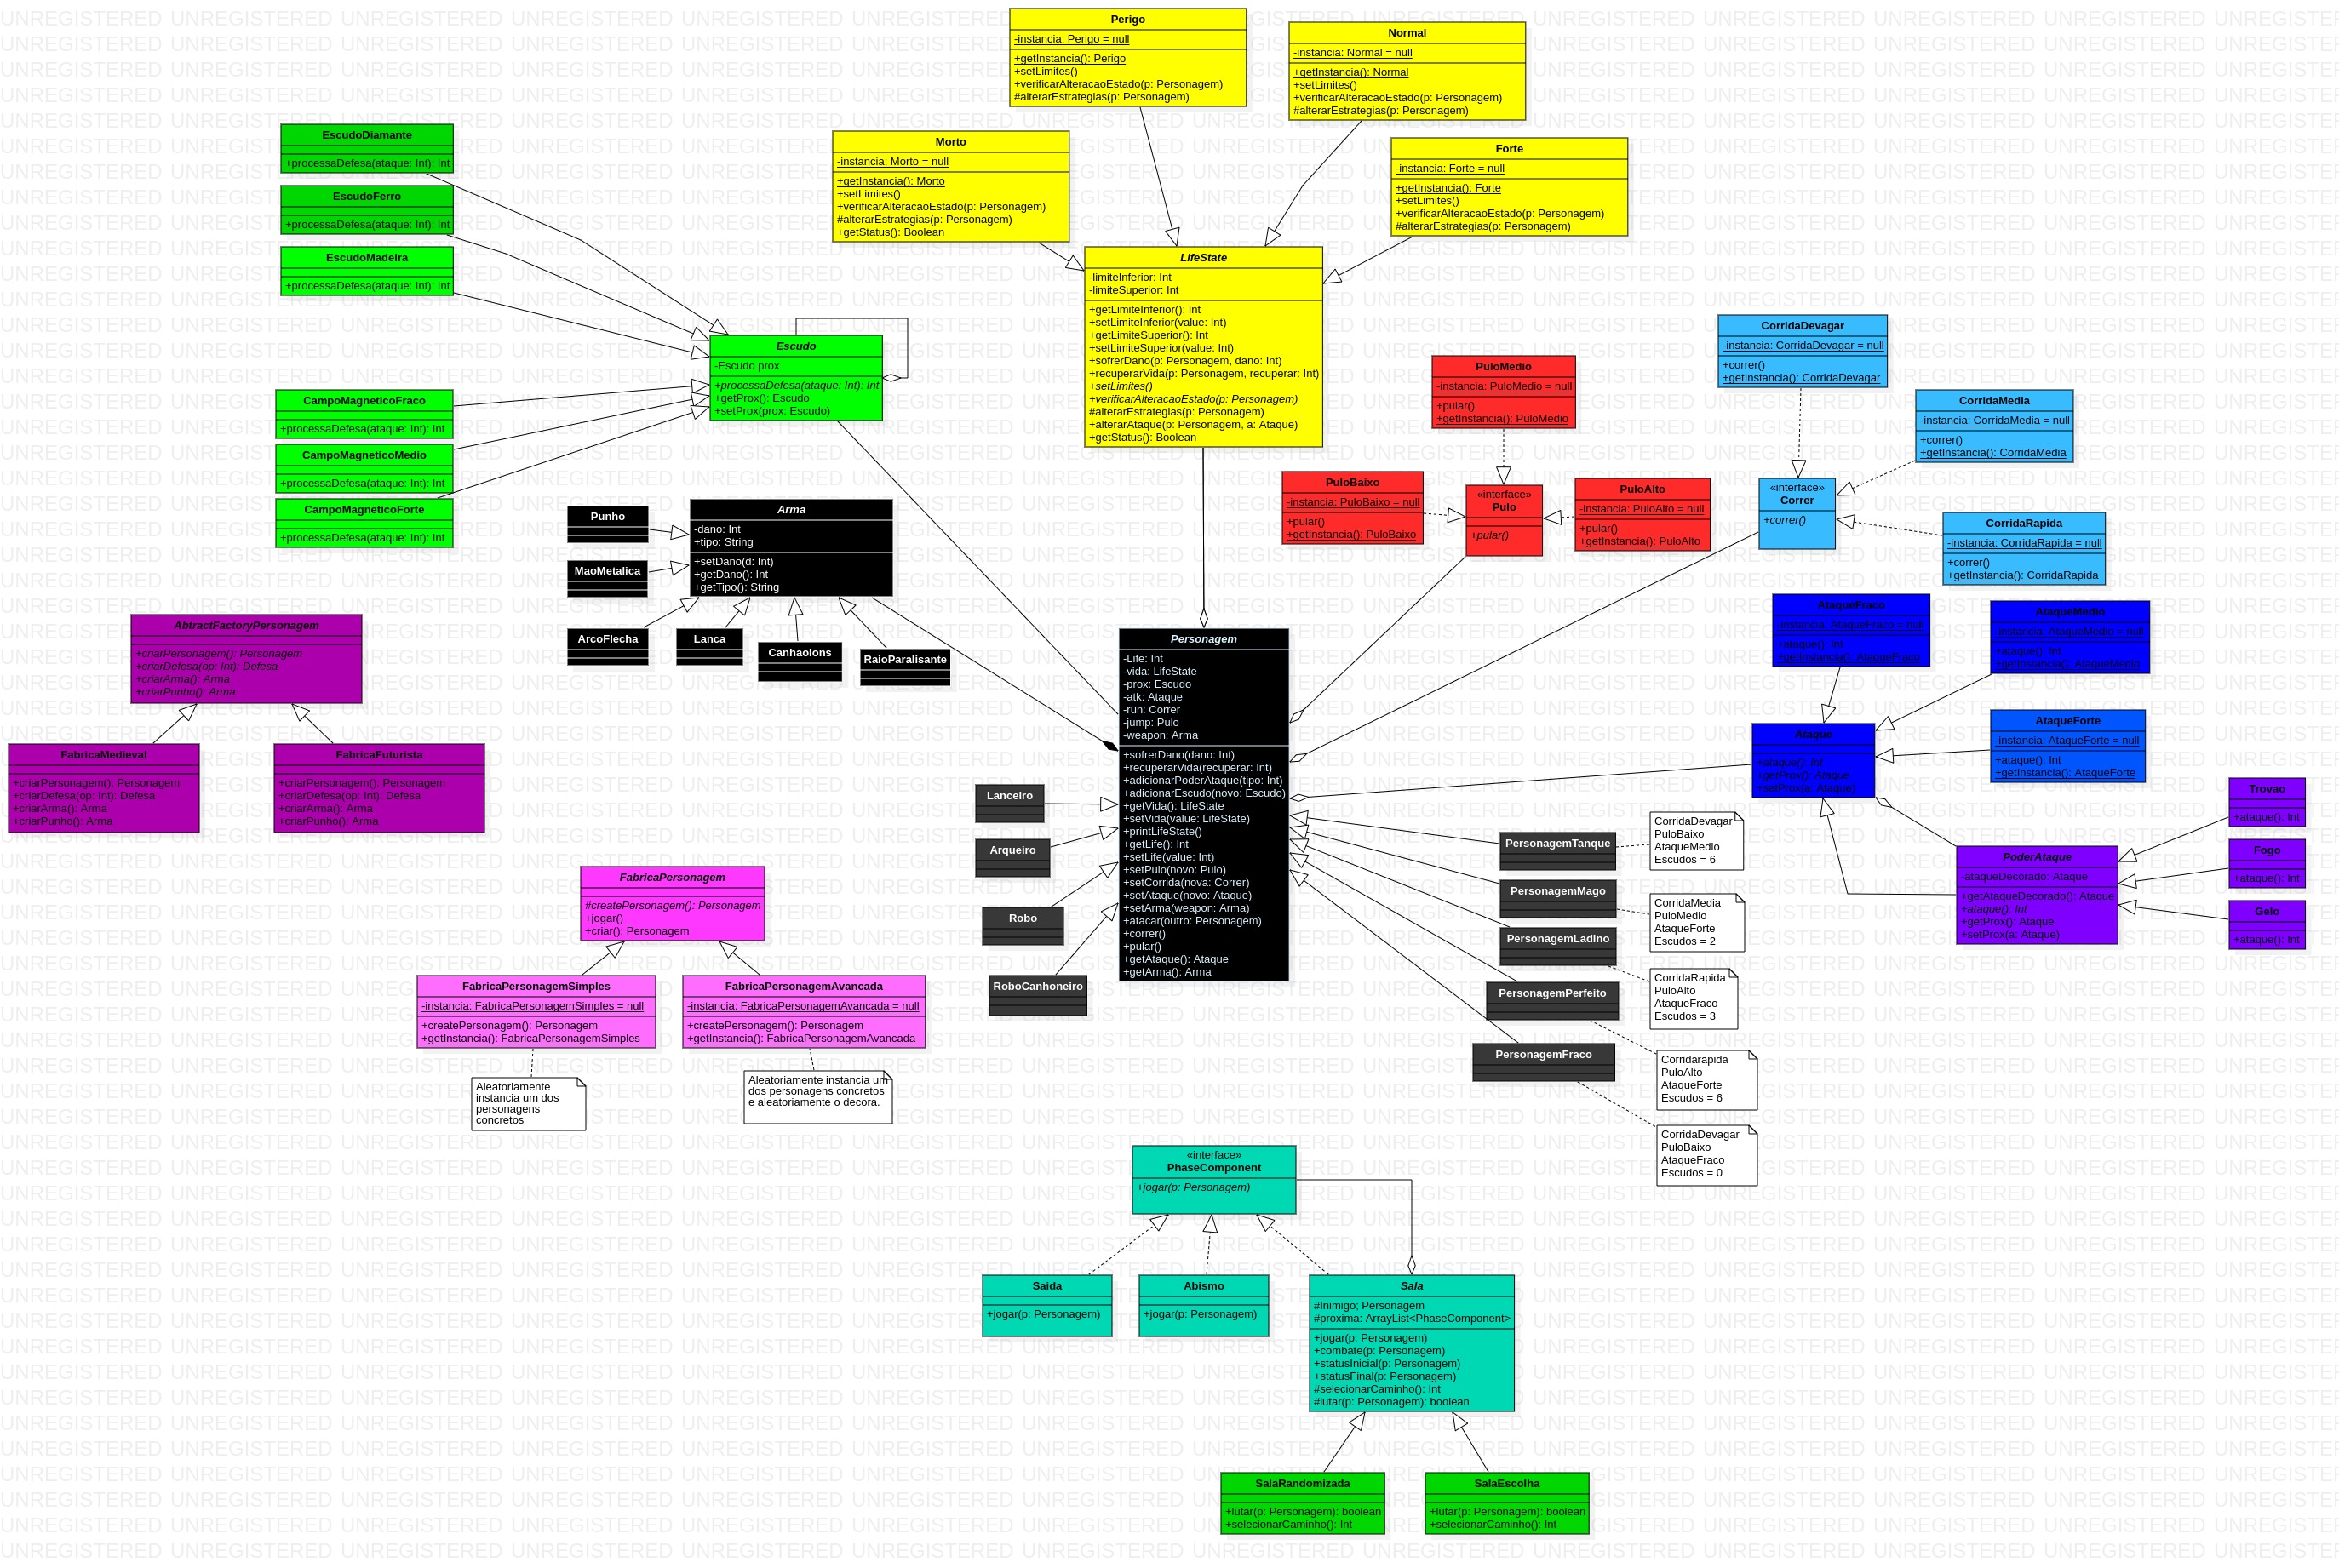 Perigo
-instancia: Perigo = null
+getInstancia(): Perigo
+setLimites()
+verificarAlteracaoEstado(p: Personagem)
#alterarEstrategias(p: Personagem)
Normal
-instancia: Normal = null
+getInstancia(): Normal
+setLimites()
+verificarAlteracaoEstado(p: Personagem)
#alterarEstrategias(p: Personagem)
Morto
-instancia: Morto = null
+getInstancia(): Morto
+setLimites()
+verificarAlteracaoEstado(p: Personagem)
#alterarEstrategias(p: Personagem)
+getStatus(): Boolean
Forte
-instancia: Forte = null
+getInstancia(): Forte
+setLimites()
+verificarAlteracaoEstado(p: Personagem)
#alterarEstrategias(p: Personagem)
EscudoDiamante
+processaDefesa(ataque: Int): Int
EscudoFerro
+processaDefesa(ataque: Int): Int
EscudoMadeira
+processaDefesa(ataque: Int): Int
LifeState
-limiteInferior: Int
-limiteSuperior: Int
+getLimiteInferior(): Int
+setLimiteInferior(value: Int)
+getLimiteSuperior(): Int
+setLimiteSuperior(value: Int)
+sofrerDano(p: Personagem, dano: Int)
+recuperarVida(p: Personagem, recuperar: Int)
+setLimites()
+verificarAlteracaoEstado(p: Personagem)
#alterarEstrategias(p: Personagem)
+alterarAtaque(p: Personagem, a: Ataque)
+getStatus(): Boolean
Escudo
-Escudo prox
+processaDefesa(ataque: Int): Int
+getProx(): Escudo
+setProx(prox: Escudo)
CampoMagneticoFraco
+processaDefesa(ataque: Int): Int
CampoMagneticoMedio
+processaDefesa(ataque: Int): Int
CampoMagneticoForte
+processaDefesa(ataque: Int): Int
PuloMedio
-instancia: PuloMedio = null
+pular()
+getInstancia(): PuloMedio
PuloBaixo
-instancia: PuloBaixo = null
+pular()
+getInstancia(): PuloBaixo
«interface»
Pulo
+pular()
PuloAlto
-instancia: PuloAlto = null
+pular()
+getInstancia(): PuloAlto
CorridaDevagar
-instancia: CorridaDevagar = null
+correr()
+getInstancia(): CorridaDevagar
CorridaMedia
-instancia: CorridaMedia = null
+correr()
+getInstancia(): CorridaMedia
«interface»
Correr
+correr()
CorridaRapida
-instancia: CorridaRapida = null
+correr()
+getInstancia(): CorridaRapida
Arma
-dano: Int
+tipo: String
+setDano(d: Int)
+getDano(): Int
+getTipo(): String
Punho
MaoMetalica
ArcoFlecha
Lanca
CanhaoIons
RaioParalisante
AbtractFactoryPersonagem
+criarPersonagem(): Personagem
+criarDefesa(op: Int): Defesa
+criarArma(): Arma
+criarPunho(): Arma
FabricaMedieval
+criarPersonagem(): Personagem
+criarDefesa(op: Int): Defesa
+criarArma(): Arma
+criarPunho(): Arma
FabricaFuturista
+criarPersonagem(): Personagem
+criarDefesa(op: Int): Defesa
+criarArma(): Arma
+criarPunho(): Arma
Personagem
-Life: Int
-vida: LifeState
-prox: Escudo
-atk: Ataque
-run: Correr
-jump: Pulo
-weapon: Arma
+sofrerDano(dano: Int)
+recuperarVida(recuperar: Int)
+adicionarPoderAtaque(tipo: Int)
+adicionarEscudo(novo: Escudo)
+getVida(): LifeState
+setVida(value: LifeState)
+printLifeState()
+getLife(): Int
+setLife(value: Int)
+setPulo(novo: Pulo)
+setCorrida(nova: Correr)
+setAtaque(novo: Ataque)
+setArma(weapon: Arma)
+atacar(outro: Personagem)
+correr()
+pular()
+getAtaque(): Ataque
+getArma(): Arma
Lanceiro
Arqueiro
Robo
RoboCanhoneiro
AtaqueFraco
-instancia: AtaqueFraco = null
+ataque(): Int
+getInstancia(): AtaqueFraco
AtaqueMedio
-instancia: AtaqueMedio = null
+ataque(): Int
+getInstancia(): AtaqueMedio
Ataque
+ataque(): Int
+getProx(): Ataque
+setProx(a: Ataque)
AtaqueForte
-instancia: AtaqueForte = null
+ataque(): Int
+getInstancia(): AtaqueForte
PoderAtaque
-ataqueDecorado: Ataque
+getAtaqueDecorado(): Ataque
+ataque(): Int
+getProx(): Ataque
+setProx(a: Ataque)
Trovao
+ataque(): Int
Fogo
+ataque(): Int
Gelo
+ataque(): Int
PersonagemTanque
CorridaDevagar
PuloBaixo
AtaqueMedio
Escudos = 6
PersonagemMago
CorridaMedia
PuloMedio
AtaqueForte
Escudos = 2
PersonagemLadino
CorridaRapida
PuloAlto
AtaqueFraco
Escudos = 3
PersonagemPerfeito
Corridarapida
PuloAlto
AtaqueForte
Escudos = 6
PersonagemFraco
CorridaDevagar
PuloBaixo
AtaqueFraco
Escudos = 0
FabricaPersonagem
#createPersonagem(): Personagem
+jogar()
+criar(): Personagem
FabricaPersonagemSimples
-instancia: FabricaPersonagemSimples = null
+createPersonagem(): Personagem
+getInstancia(): FabricaPersonagemSimples
FabricaPersonagemAvancada
-instancia: FabricaPersonagemAvancada = null
+createPersonagem(): Personagem
+getInstancia(): FabricaPersonagemAvancada
Aleatoriamente
instancia um dos
personagens
concretos
Aleatoriamente instancia um
dos personagens concretos
e aleatoriamente o decora.
«interface»
PhaseComponent
+jogar(p: Personagem)
Saida
+jogar(p: Personagem)
Abismo
+jogar(p: Personagem)
Sala
#Inimigo; Personagem
#proxima: ArrayList<PhaseComponent>
+jogar(p: Personagem)
+combate(p: Personagem)
+statusInicial(p: Personagem)
+statusFinal(p: Personagem)
#selecionarCaminho(): Int
#lutar(p: Personagem): boolean
SalaRandomizada
+lutar(p: Personagem): boolean
+selecionarCaminho(): Int
SalaEscolha
+lutar(p: Personagem): boolean
+selecionarCaminho(): Int
UNREGISTERED